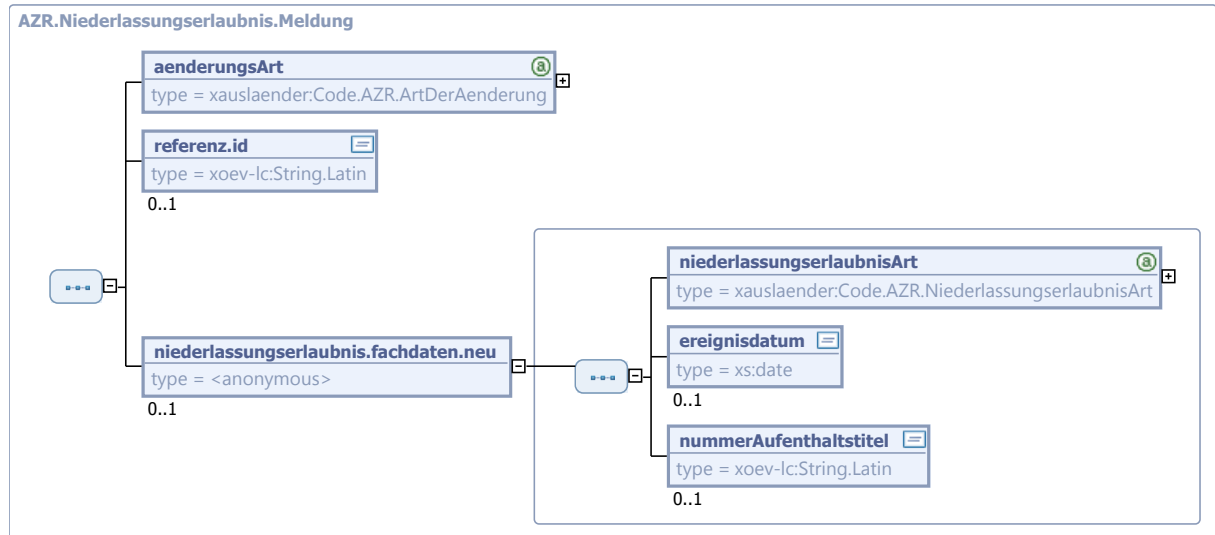 AZR.Niederlassungserlaubnis.Meldung
aenderungsArt
type = xauslaender:Code.AZR.ArtDerAenderung
referenz.id
type = xoev-lc:String.Latin
0..1
niederlassungserlaubnis.fachdaten.neu
type = <anonymous>
0..1
niederlassungserlaubnisArt
type = xauslaender:Code.AZR.NiederlassungserlaubnisArt
ereignisdatum
type = xs:date
0..1
nummerAufenthaltstitel
type = xoev-lc:String.Latin
0..1